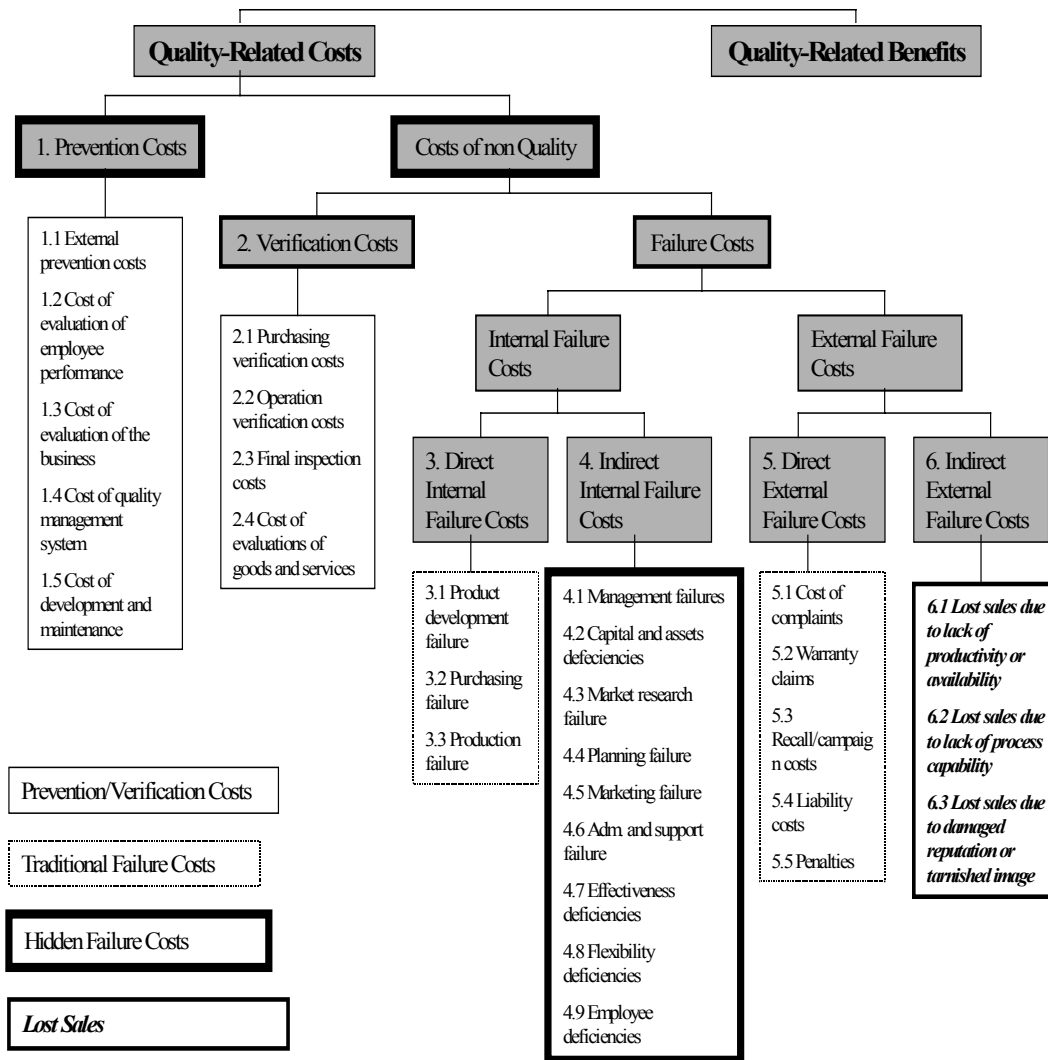 Quality-Related Costs
Quality-Related Benefits
1. Prevention Costs
Costs of non Quality
1.1 External
prevention costs
1.2 Cost of
evaluation of
employee
performance
1.3 Cost of
evaluation of the
business
1.4 Cost of quality
management
system
1.5 Cost of
development and
maintenance
2. Verification Costs
Failure Costs
2.1 Purchasing
verification costs
2.2 Operation
verification costs
2.3 Final inspection
costs
2.4 Cost of
evaluations of
goods and services
Internal Failure
Costs
External Failure
Costs
3. Direct
Internal
Failure Costs
4. Indirect
Internal Failure
Costs
5. Direct
External
Failure Costs
6. Indirect
External
Failure Costs
3.1 Product
development
failure
3.2 Purchasing
failure
3.3 Production
failure
4.1 Management failures
4.2 Capital and assets
defeciencies
4.3 Market research
failure
4.4 Planning failure
4.5 Marketing failure
4.6 Adm. and support
failure
4.7 Effectiveness
deficiencies
4.8 Flexibility
deficiencies
4.9 Employee
deficiencies
5.1 Cost of
complaints
5.2 Warranty
claims
5.3
Recall/campaig
n costs
5.4 Liability
costs
5.5 Penalties
6.1 Lost sales due
to lack of
productivity or
availability
6.2 Lost sales due
to lack of process
capability
6.3 Lost sales due
to damaged
reputation or
tarnished image
Prevention/Verification Costs
Traditional Failure Costs
Hidden Failure Costs
Lost Sales